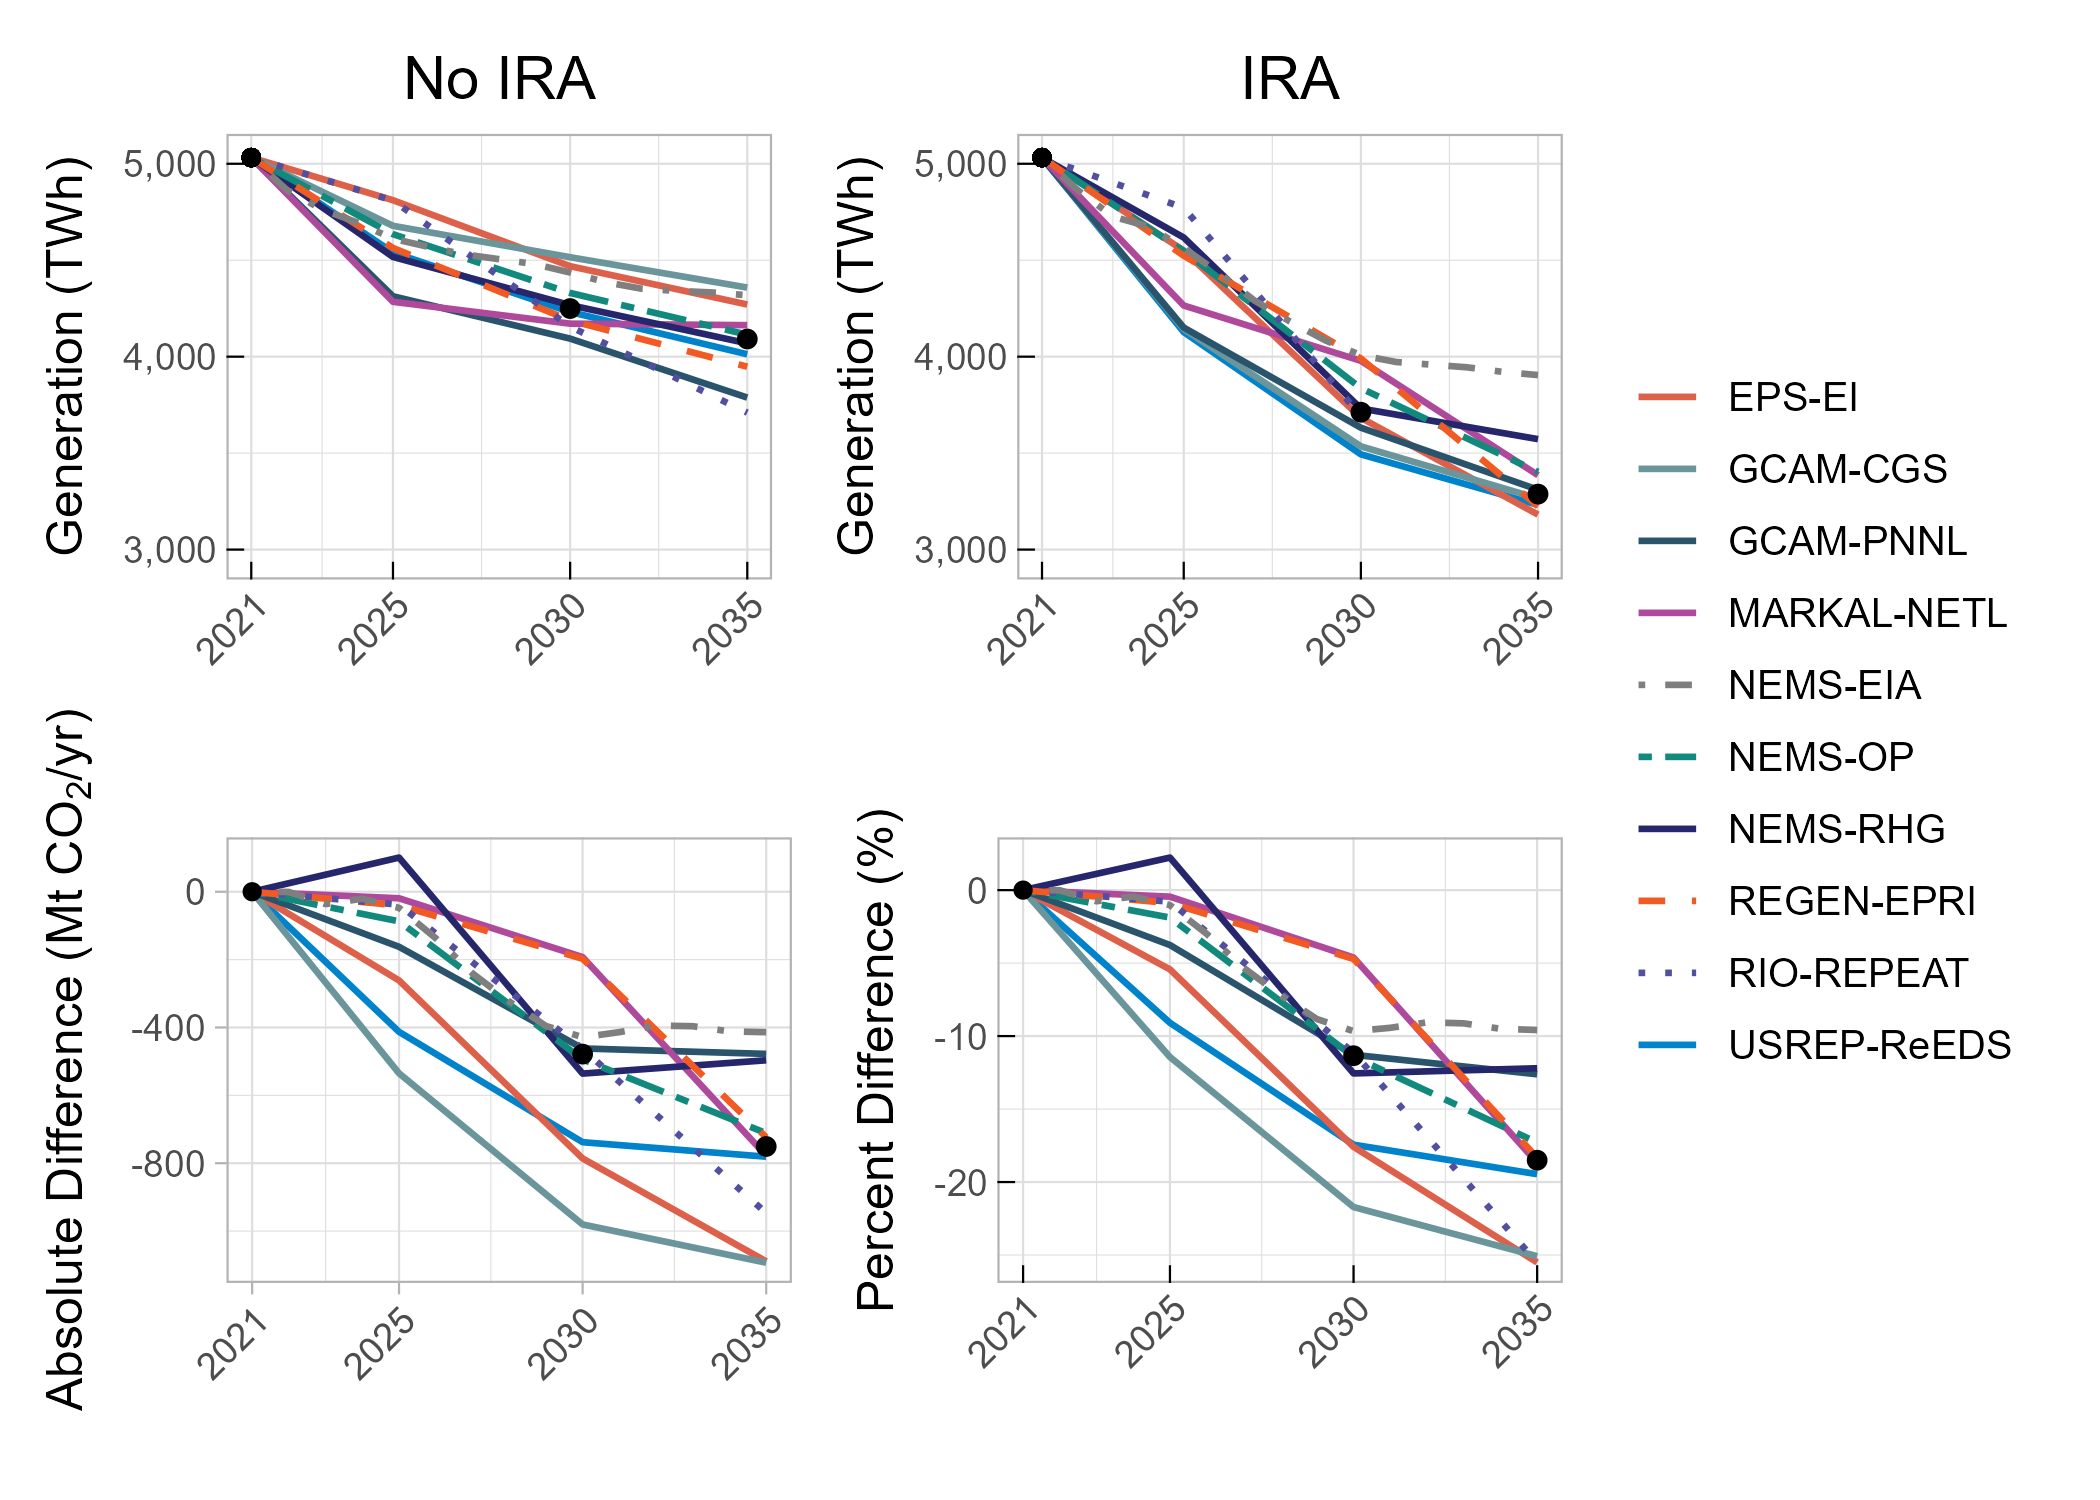 No IRA
IRA
Generation (TWh)
5,000
4,000
3,000
2021
2025
2030
2035
Generation (TWh)
5,000
4,000
3,000
2021
2025
2030
2035
Absolute Difference (Mt CO₂/yr)
0
-400
-800
2021
2025
2030
2035
Percent Difference (%)
0
-10
-20
2021
2025
2030
2035
EPS-EI
GCAM-CGS
GCAM-PNNL
MARKAL-NETL
NEMS-EIA
NEMS-OP
NEMS-RHG
REGEN-EPRI
RIO-REPEAT
USREP-ReEDS